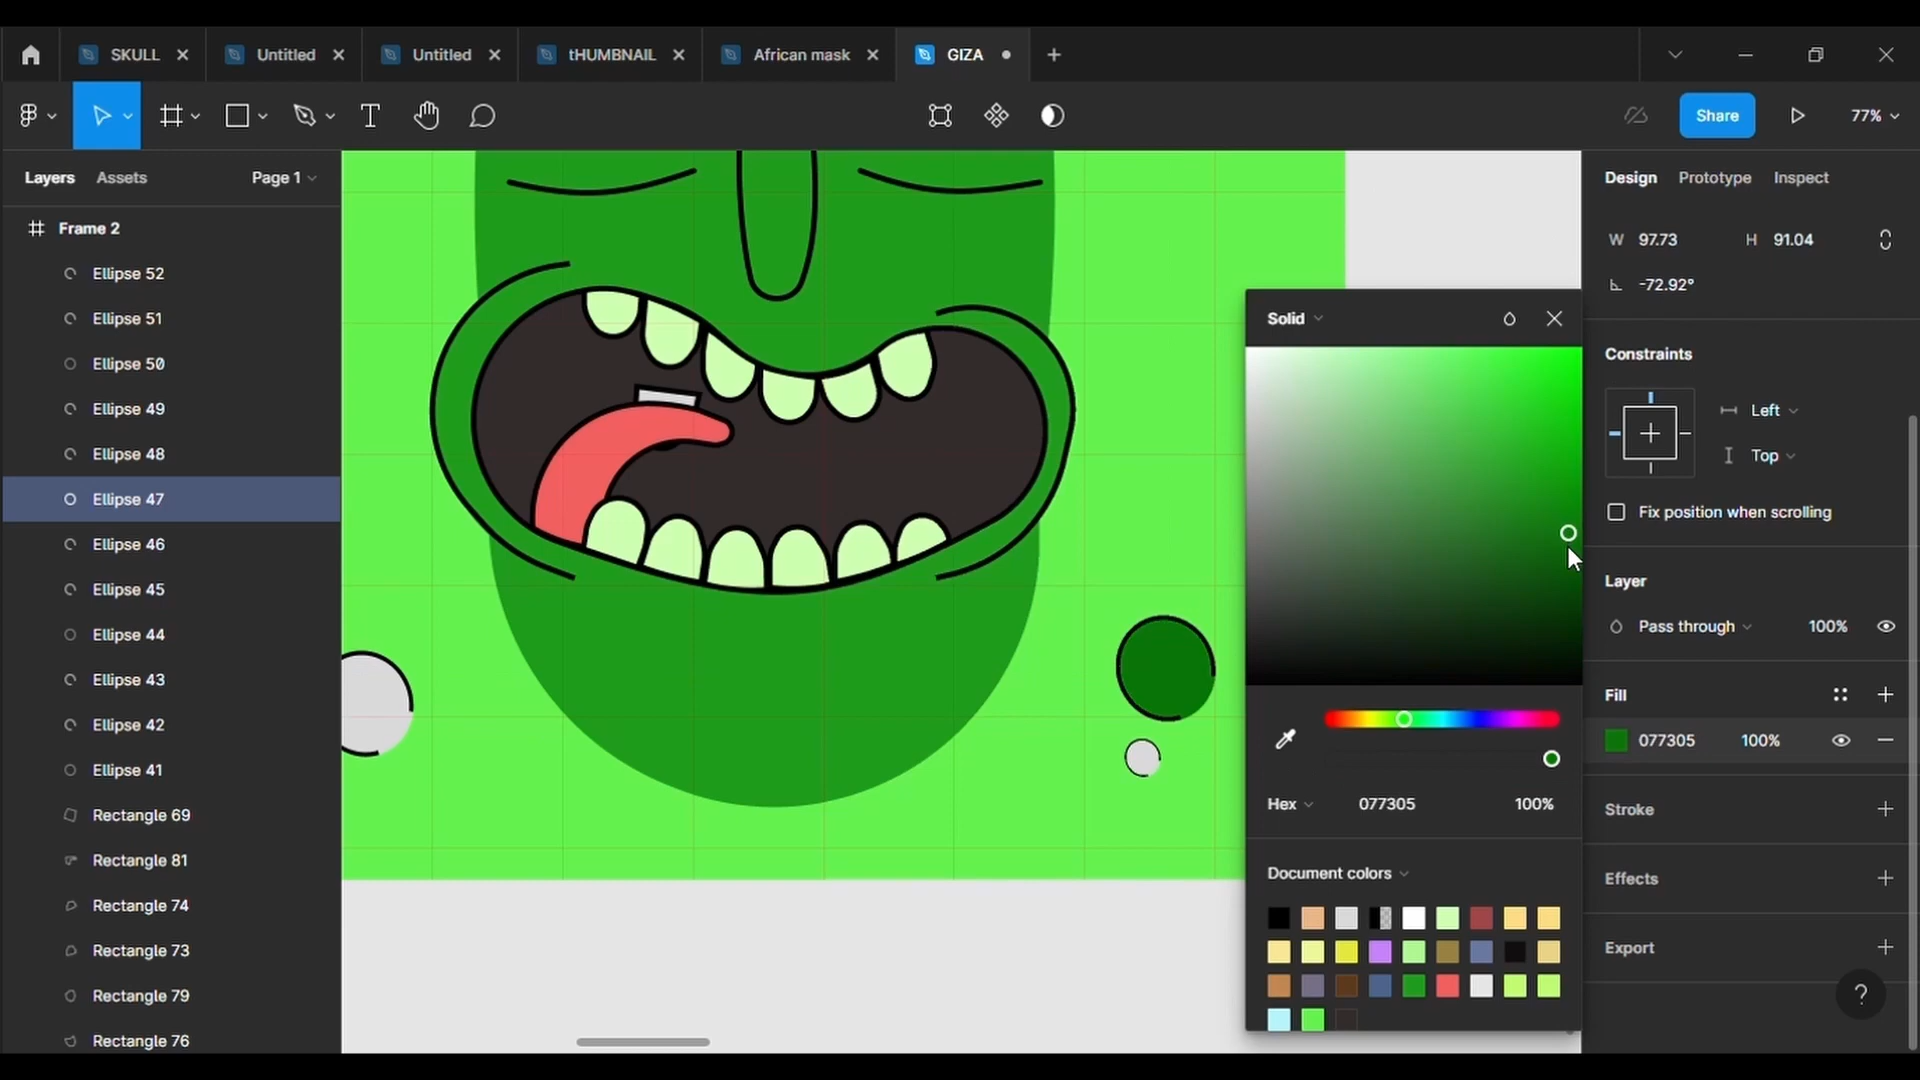 SKULL
Untitled
Untitled
tHUMBNAIL
African mask
GIZA
Share
77%
Layers
Assets
Page 1
Frame 2
Ellipse 52
Ellipse 51
Ellipse 50
Ellipse 49
Ellipse 48
Ellipse 47
Ellipse 46
Ellipse 45
Ellipse 44
Ellipse 43
Ellipse 42
Ellipse 41
Rectangle 69
Rectangle 81
Rectangle 74
Rectangle 73
Rectangle 79
Rectangle 76
Solid
Hex 077305 100%
Document colors
Design Prototype Inspect
W 97.73 H 91.04
-72.92°
Constraints
Left
Top
Fix position when scrolling
Layer
Pass through 100%
Fill
077305 100%
Stroke
Effects
Export
?